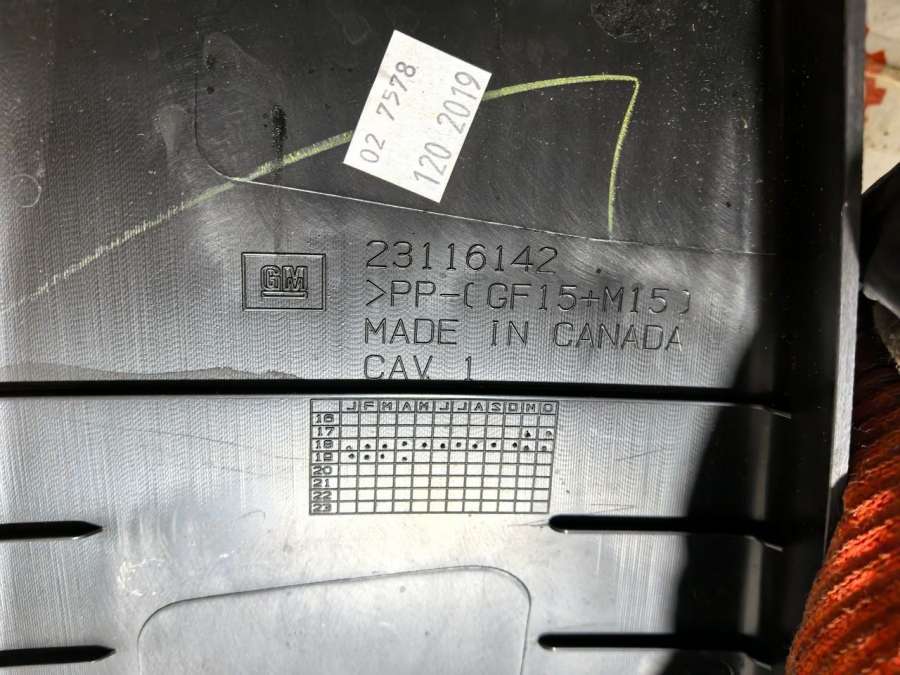 02 7578
120 2019
GM
23116142
>PP-(GF15+M15)
MADE IN CANADA
CAV. 1
J F M A M J J A S O N D
16
17
18
19
20
21
22
23